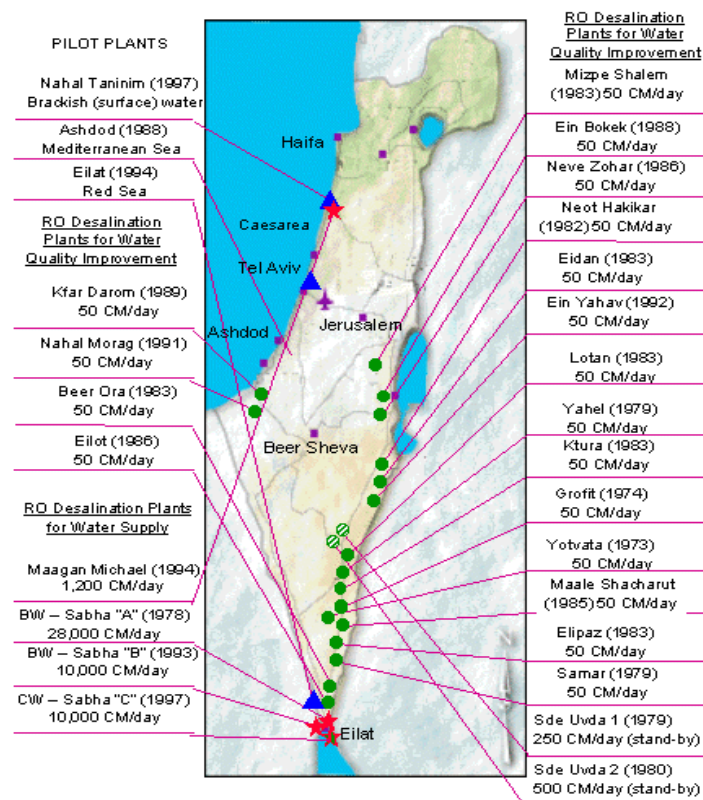 PILOT PLANTS
Nahal Taninim (1997)
Brackish (surface) water
Ashdod (1988)
Mediterranean Sea
Eilat (1994)
Red Sea
RO Desalination
Plants for Water
Quality Improvement
Kfar Darom (1989)
50 CM/day
Nahal Morag (1991)
50 CM/day
Beer Ora (1983)
50 CM/day
Eilot (1986)
50 CM/day
RO Desalination Plants
for Water Supply
Maagan Michael (1994)
1,200 CM/day
BW – Sabha "A" (1978)
28,000 CM/day
BW – Sabha "B" (1993)
10,000 CM/day
CW – Sabha "C" (1997)
10,000 CM/day
Haifa
Caesarea
Tel Aviv
Jerusalem
Ashdod
Beer Sheva
Eilat
N
RO Desalination
Plants for Water
Quality Improvement
Mizpe Shalem
(1983) 50 CM/day
Ein Bokek (1988)
50 CM/day
Neve Zohar (1986)
50 CM/day
Neot Hakikar
(1982) 50 CM/day
Eidan (1983)
50 CM/day
Ein Yahav (1992)
50 CM/day
Lotan (1983)
50 CM/day
Yahel (1979)
50 CM/day
Ktura (1983)
50 CM/day
Grofit (1974)
50 CM/day
Yotvata (1973)
50 CM/day
Maale Shacharut
(1985) 50 CM/day
Elipaz (1983)
50 CM/day
Samar (1979)
50 CM/day
Sde Uvda 1 (1979)
250 CM/day (stand-by)
Sde Uvda 2 (1980)
500 CM/day (stand-by)